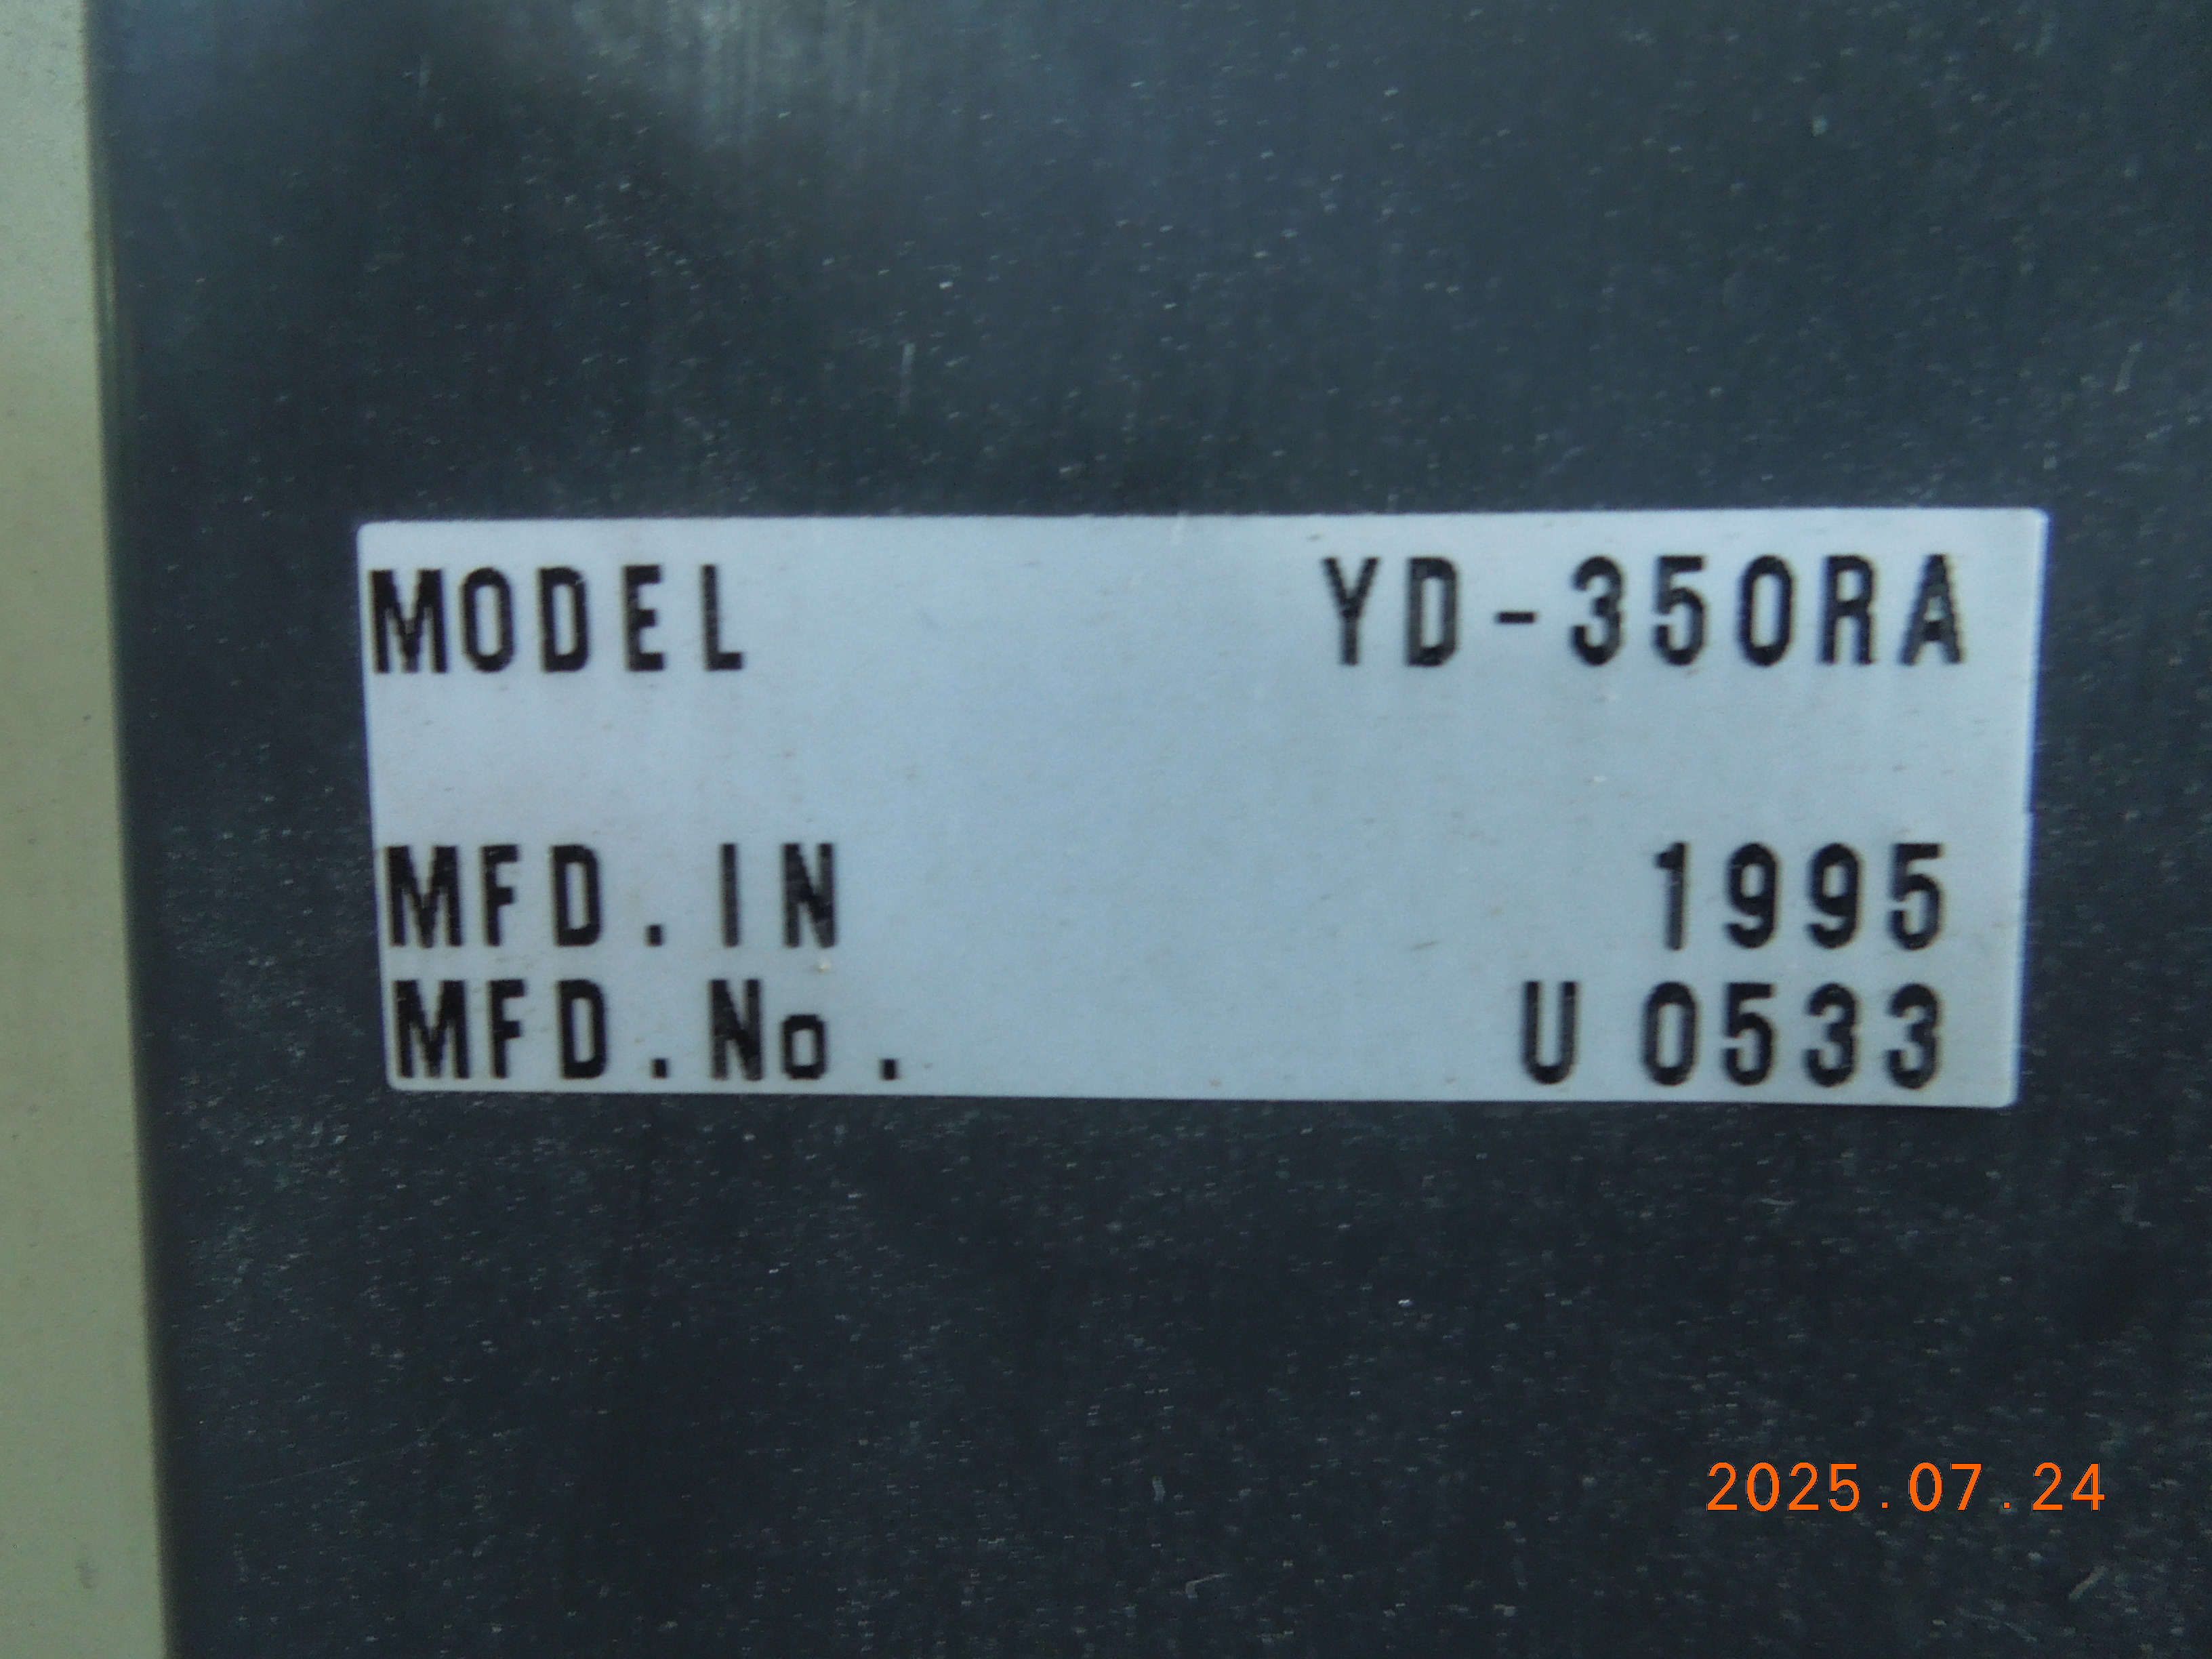 MODEL YD-350RA
MFD.IN 1995
MFD.No. U 0533
2025.07.24